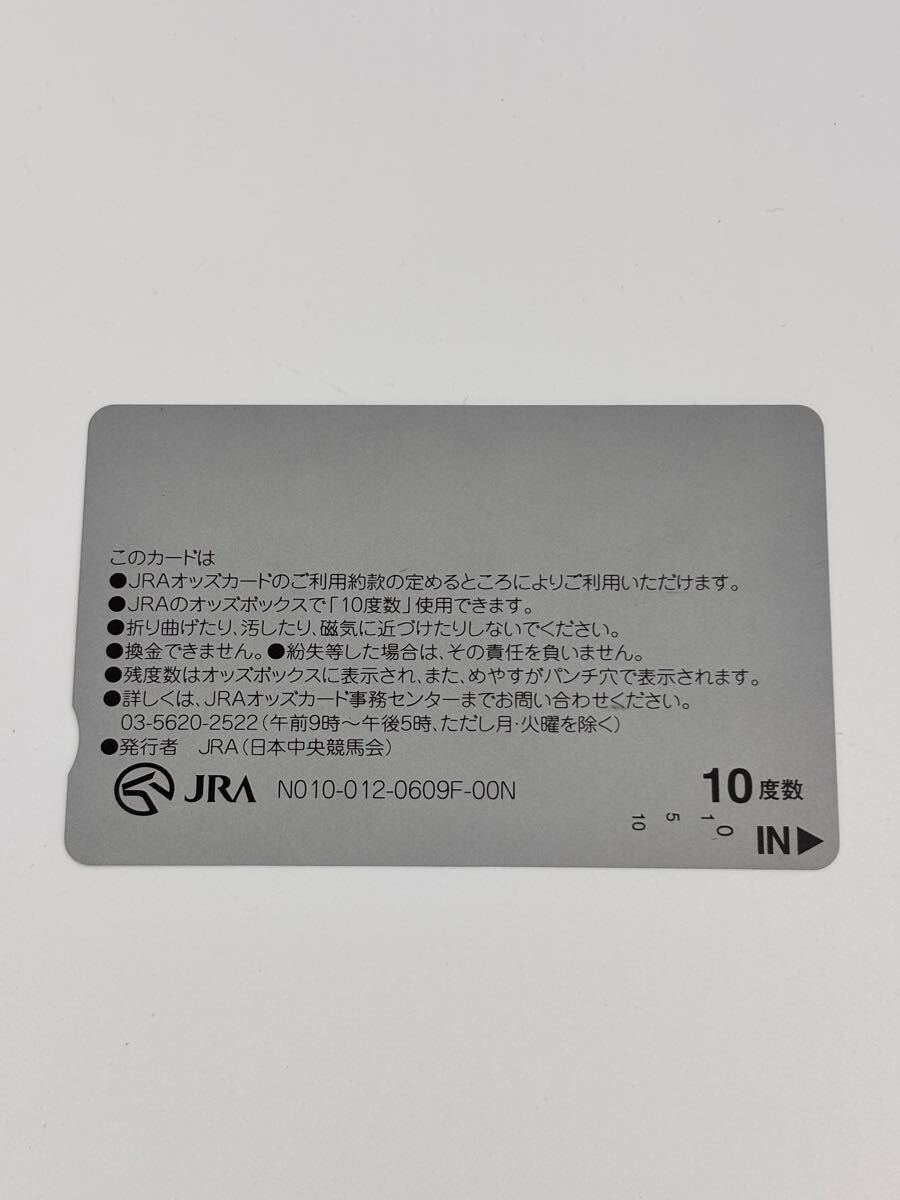 このカードは
●JRAオッズカードのご利用約款の定めるところによりご利用いただけます。
●JRAのオッズボックスで「10度数」使用できます。
●折り曲げたり、汚したり、磁気に近づけたりしないでください。
●換金できません。●紛失等した場合は、その責任を負いません。
●残度数はオッズボックスに表示され、また、めやすがパンチ穴で表示されます。
●詳しくは、JRAオッズカード事務センターまでお問い合わせください。
03-5620-2522(午前9時〜午後5時、ただし月・火曜を除く)
●発行者 JRA(日本中央競馬会)
JRA N010-012-0609F-00N 10度数
10 5 1 0 IN▶